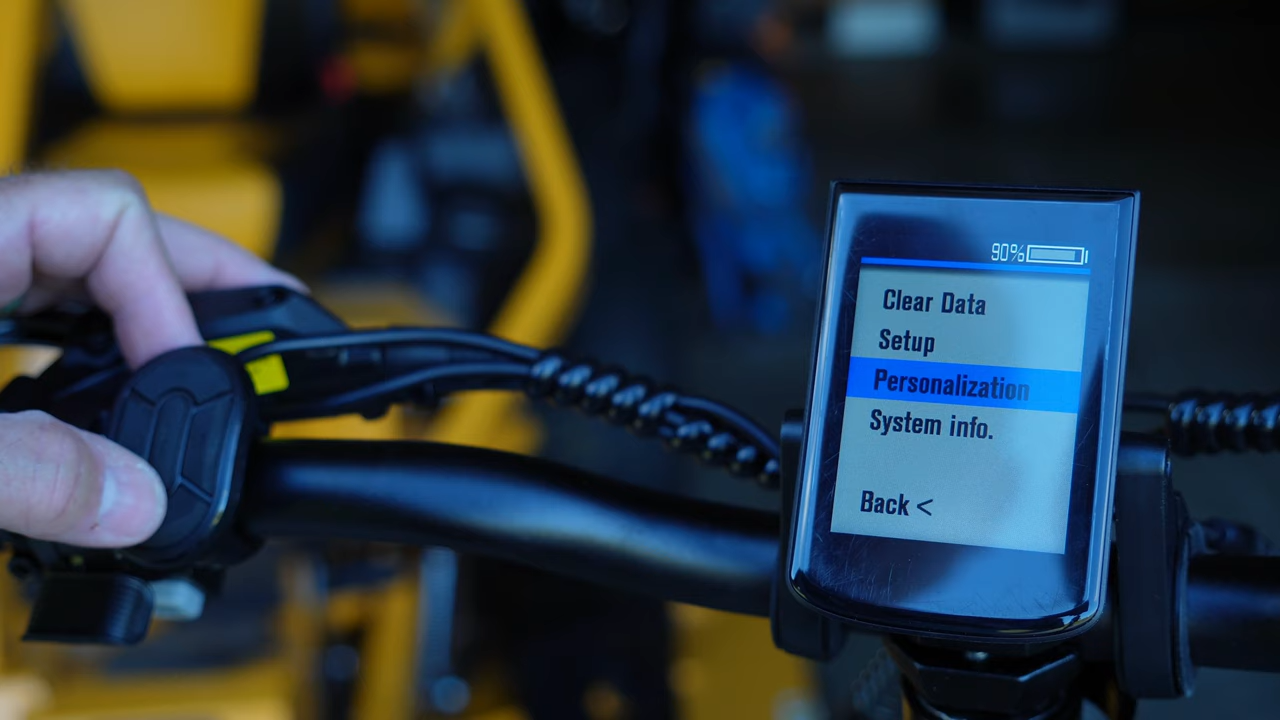 90%
Clear Data
Setup
Personalization
System info.
Back <